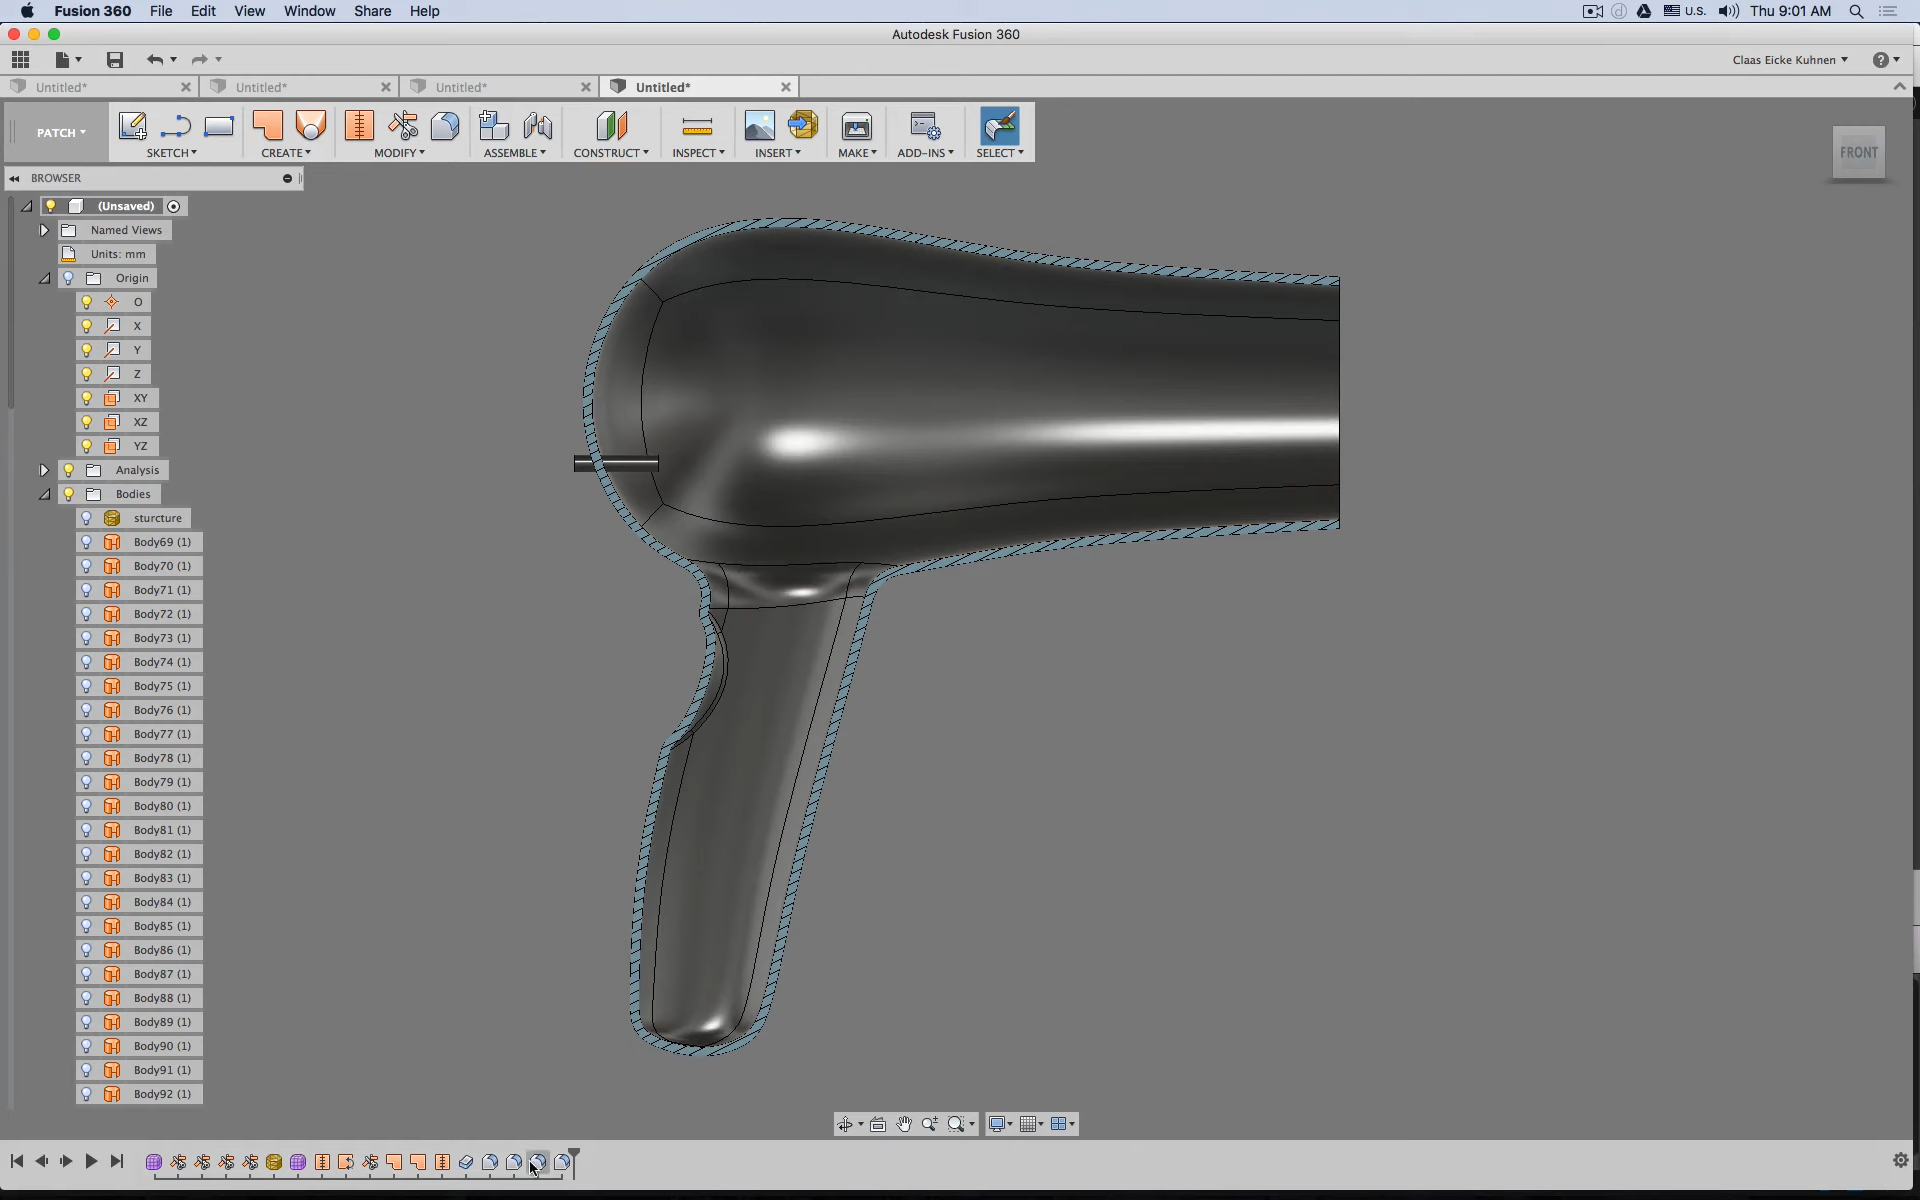 Fusion 360 File Edit View Window Share Help U.S. Thu 9:01 AM
Autodesk Fusion 360
Claas Eicke Kuhnen
Untitled* Untitled* Untitled* Untitled*
PATCH SKETCH CREATE MODIFY ASSEMBLE CONSTRUCT INSPECT INSERT MAKE ADD-INS SELECT
FRONT
BROWSER
(Unsaved)
Named Views
Units: mm
Origin
O
X
Y
Z
XY
XZ
YZ
Analysis
Bodies
sturcture
Body69 (1)
Body70 (1)
Body71 (1)
Body72 (1)
Body73 (1)
Body74 (1)
Body75 (1)
Body76 (1)
Body77 (1)
Body78 (1)
Body79 (1)
Body80 (1)
Body81 (1)
Body82 (1)
Body83 (1)
Body84 (1)
Body85 (1)
Body86 (1)
Body87 (1)
Body88 (1)
Body89 (1)
Body90 (1)
Body91 (1)
Body92 (1)